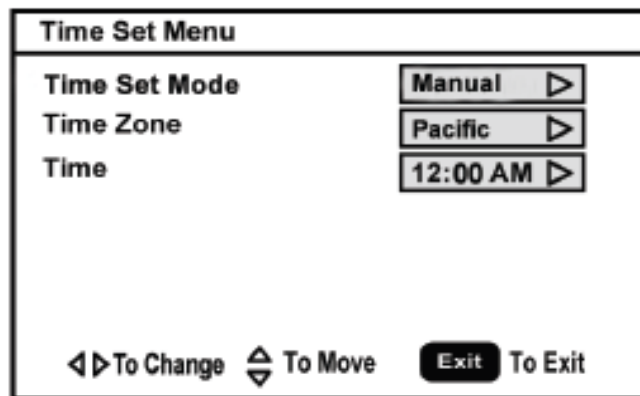 Time Set Menu
Time Set Mode Manual
Time Zone Pacific
Time 12:00 AM
To Change To Move Exit To Exit